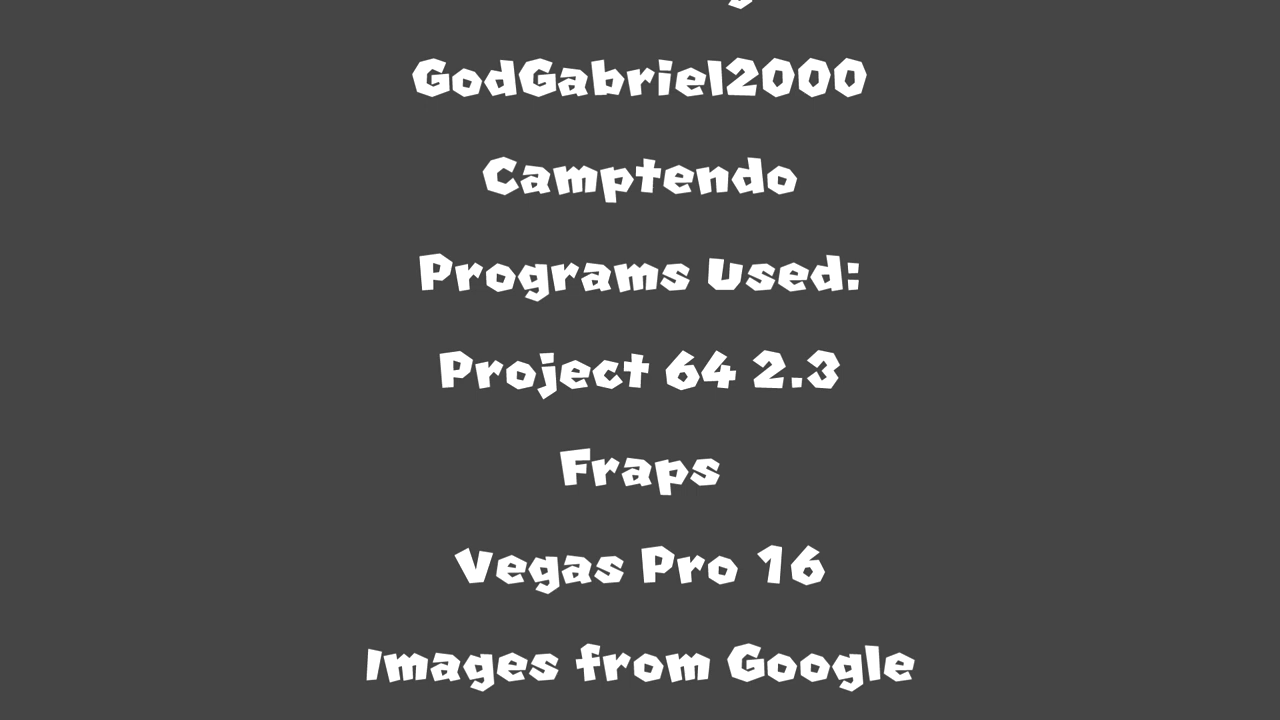 GodGabriel2000
Camptendo
Programs Used:
Project 64 2.3
Fraps
Vegas Pro 16
Images from Google